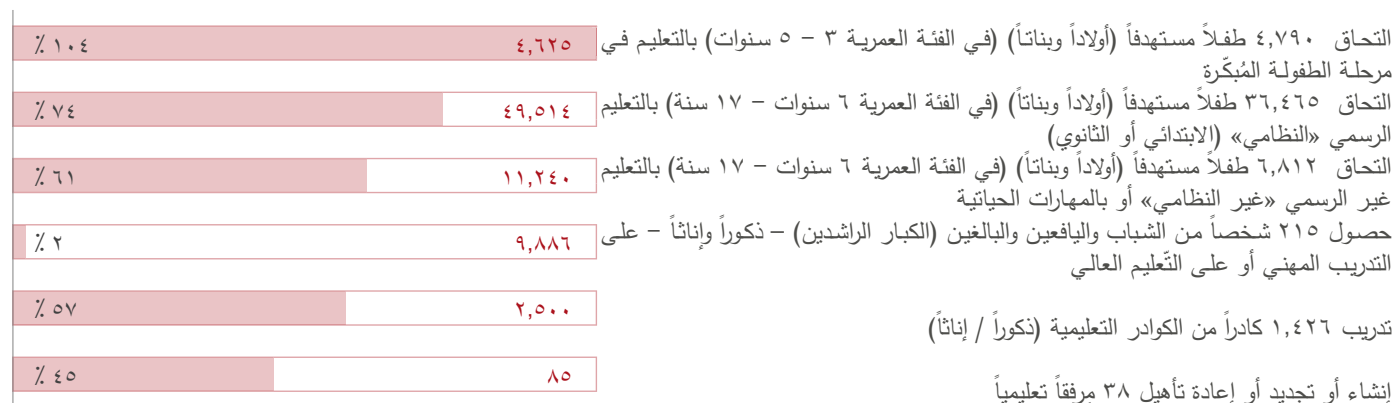 التحاق ٤,٧٩٠ طفلاً مستهدفاً (أولاداً وبناتاً) (في الفئة العمرية ٣ – ٥ سنوات) بالتعليم في
مرحلة الطفولة المُبكّرة
٤,٦٢٥
٪ ١٠٤
التحاق ٣٦,٤٦٥ طفلاً مستهدفاً (أولاداً وبناتاً) (في الفئة العمرية ٦ سنوات – ١٧ سنة) بالتعليم
الرسمي «النظامي» (الابتدائي أو الثانوي)
٤٩,٥١٤
٪ ٧٤
التحاق ٦,٨١٢ طفلاً مستهدفاً (أولاداً وبناتاً) (في الفئة العمرية ٦ سنوات – ١٧ سنة) بالتعليم
غير الرسمي «غير النظامي» أو بالمهارات الحياتية
١١,٢٤٠
٪ ٦١
حصول ٢١٥ شخصاً من الشباب واليافعين والبالغين (الكبار الراشدين) – ذكوراً وإناثاً – على
التدريب المهني أو على التّعليم العالي
٩,٨٨٦
٪ ٢
تدريب ١,٤٢٦ كادراً من الكوادر التعليمية (ذكوراً / إناثاً)
٢,٥٠٠
٪ ٥٧
إنشاء أو تجديد أو إعادة تأهيل ٣٨ مرفقاً تعليمياً
٨٥
٪ ٤٥